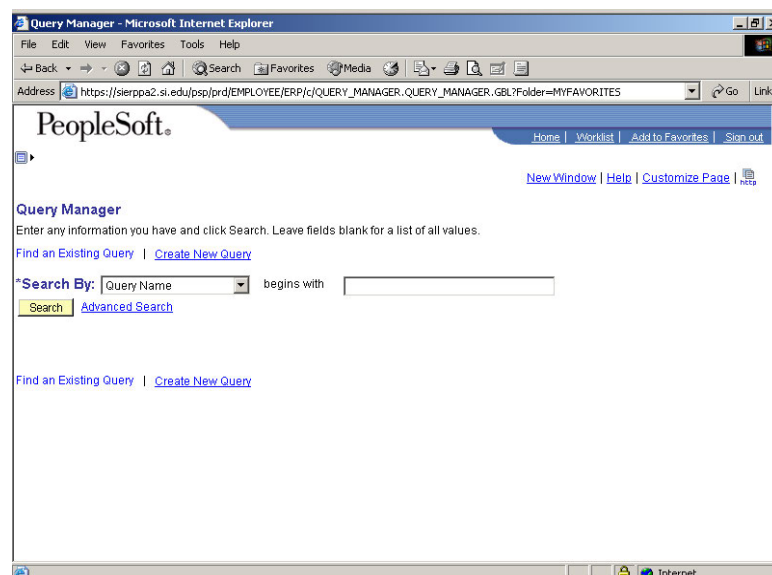 Query Manager - Microsoft Internet Explorer
File Edit View Favorites Tools Help
Back Search Favorites Media
Address https://sierppa2.si.edu/psp/prd/EMPLOYEE/ERP/c/QUERY_MANAGER.QUERY_MANAGER.GBL?Folder=MYFAVORITES Go Link
PeopleSoft®
Home | Worklist | Add to Favorites | Sign out
New Window | Help | Customize Page | http
Query Manager
Enter any information you have and click Search. Leave fields blank for a list of all values.
Find an Existing Query | Create New Query
*Search By: Query Name begins with
Search Advanced Search
Find an Existing Query | Create New Query
Internet